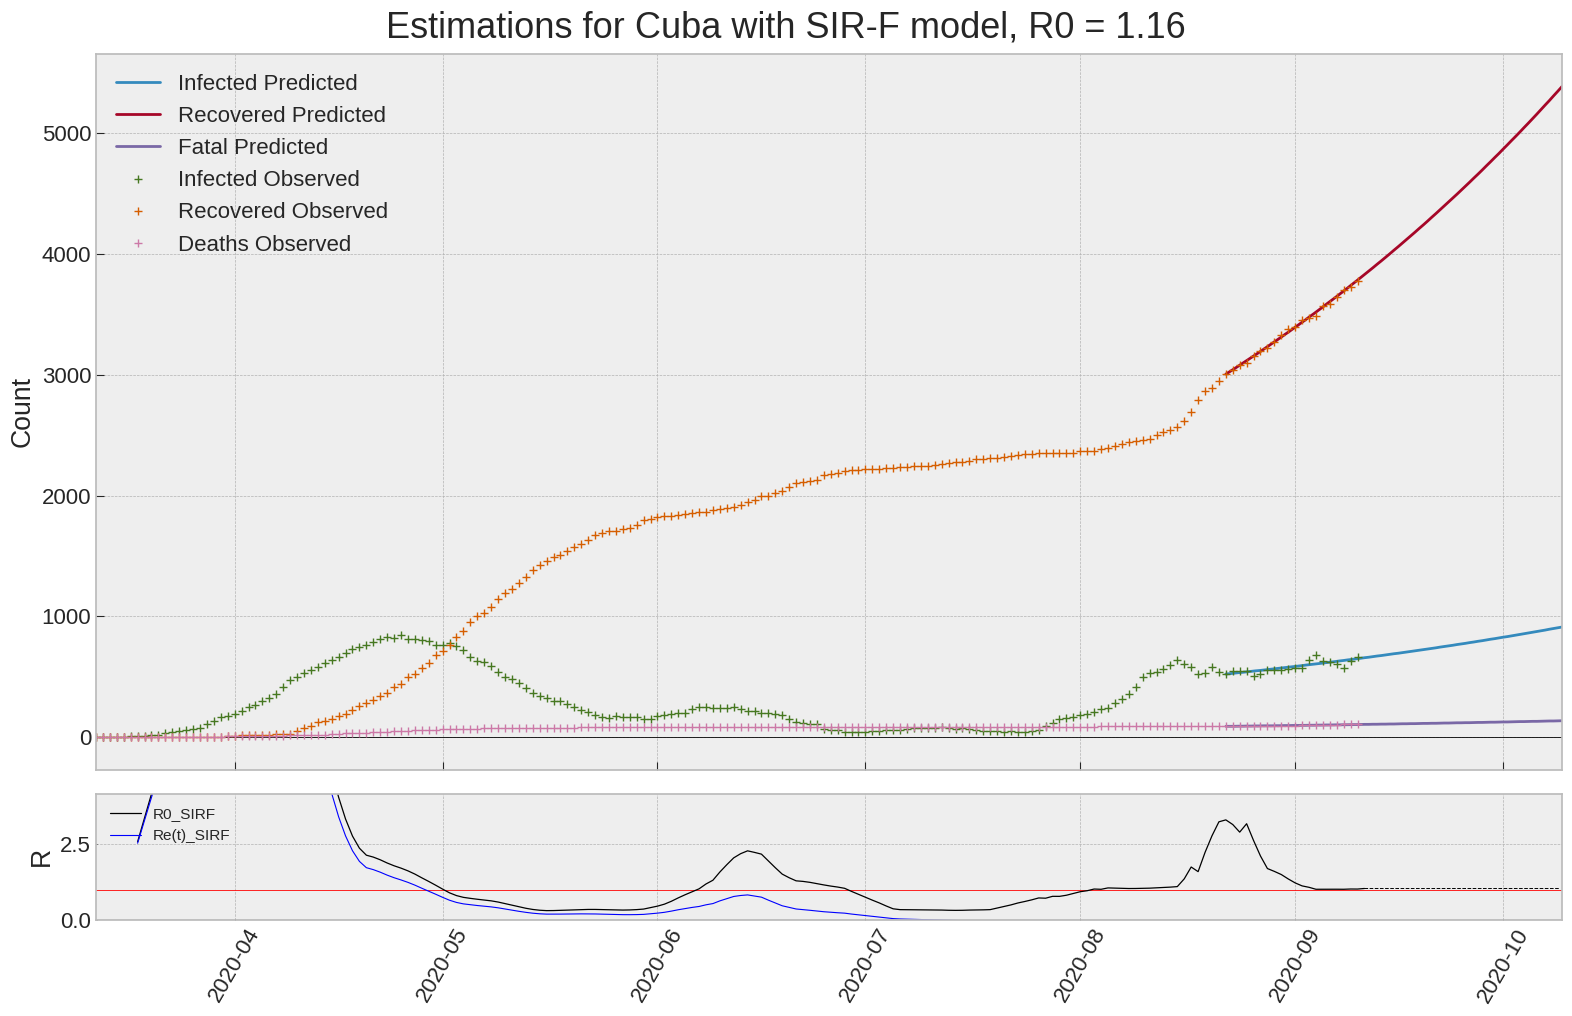 Estimations for Cuba with SIR-F model, R0 = 1.16
Infected Predicted
Recovered Predicted
Fatal Predicted
Infected Observed
Recovered Observed
Deaths Observed
5000
4000
3000
2000
1000
0
Count
R0_SIRF
Re(t)_SIRF
2.5
0.0
R
2020-04
2020-05
2020-06
2020-07
2020-08
2020-09
2020-10